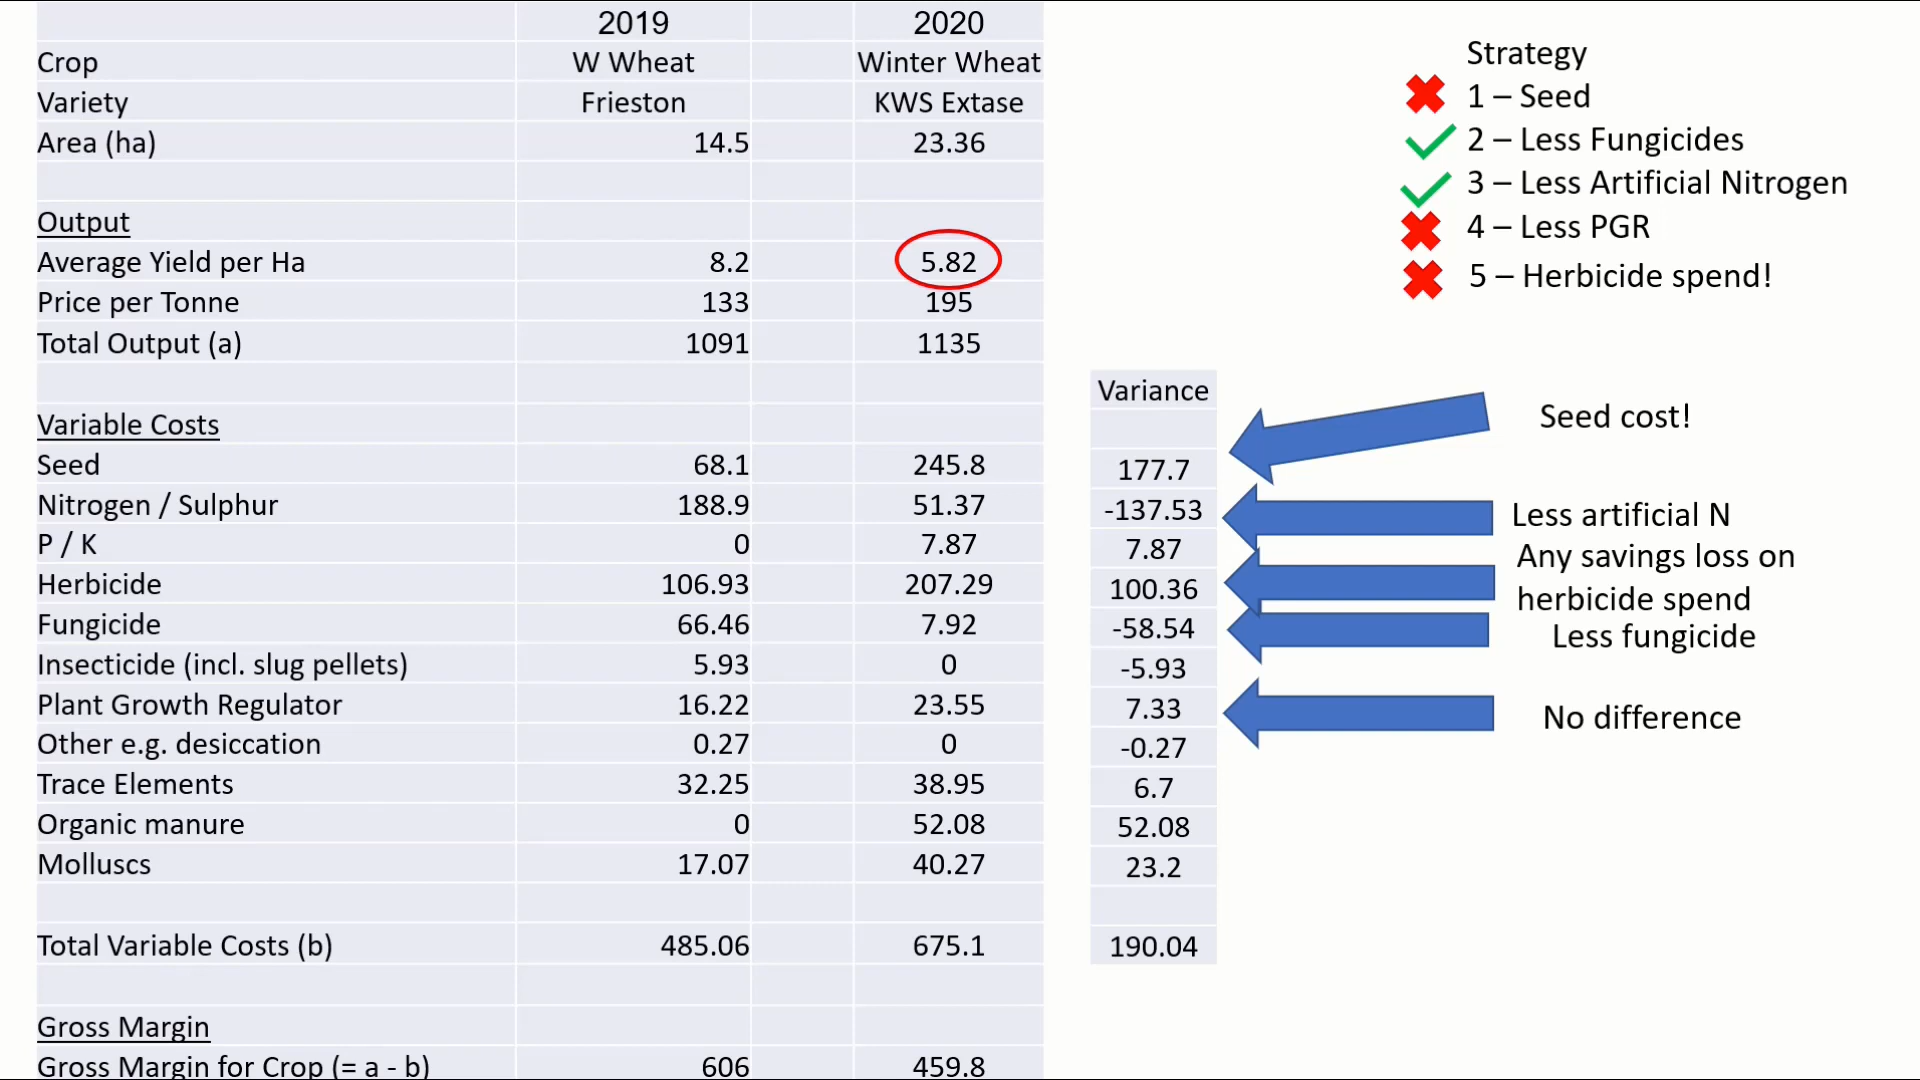 2019 2020
Crop W Wheat Winter Wheat
Variety Frieston KWS Extase
Area (ha) 14.5 23.36
Output
Average Yield per Ha 8.2 5.82
Price per Tonne 133 195
Total Output (a) 1091 1135
Variable Costs
Seed 68.1 245.8
Nitrogen / Sulphur 188.9 51.37
P / K 0 7.87
Herbicide 106.93 207.29
Fungicide 66.46 7.92
Insecticide (incl. slug pellets) 5.93 0
Plant Growth Regulator 16.22 23.55
Other e.g. desiccation 0.27 0
Trace Elements 32.25 38.95
Organic manure 0 52.08
Molluscs 17.07 40.27
Total Variable Costs (b) 485.06 675.1
Gross Margin
Gross Margin for Crop (= a - b) 606 459.8
Variance
177.7
-137.53
7.87
100.36
-58.54
-5.93
7.33
-0.27
6.7
52.08
23.2
190.04
Strategy
1 – Seed
2 – Less Fungicides
3 – Less Artificial Nitrogen
4 – Less PGR
5 – Herbicide spend!
Seed cost!
Less artificial N
Any savings loss on
herbicide spend
Less fungicide
No difference